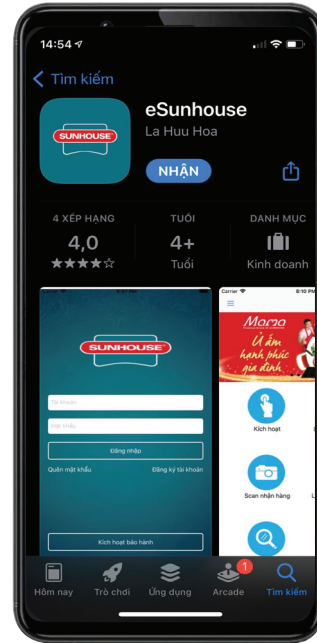 14:54
Tìm kiếm
SUNHOUSE
eSunhouse
La Huu Hoa
NHẬN
4 XẾP HẠNG
TUỔI
DANH MỤC
4,0
4+
Tuổi
Kinh doanh
SUNHOUSE
Tài khoản
Mật khẩu
Đăng nhập
Quên mật khẩu
Đăng ký tài khoản
Kích hoạt bảo hành
Carrier
8:10 PM
Mama
Ủ ấm
hạnh phúc
gia đình
Kích hoạt
Scan nhận hàng
Hôm nay
Trò chơi
Ứng dụng
Arcade
1
Tìm kiếm